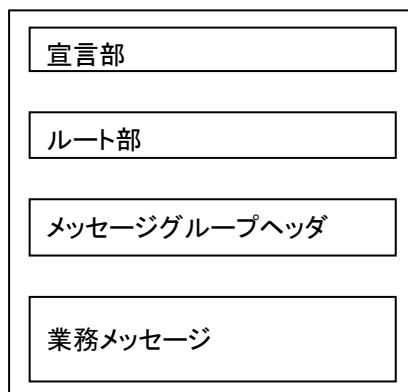 宣言部
ルート部
メッセージグループヘッダ
業務メッセージ